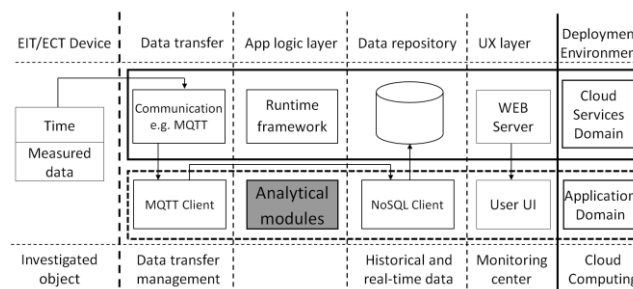 EIT/ECT Device
Data transfer
App logic layer
Data repository
UX layer
Deployment
Environment
Time
Measured
data
Communication
e.g. MQTT
Runtime
framework
WEB
Server
Cloud
Services
Domain
MQTT Client
Analytical
modules
NoSQL Client
User UI
Application
Domain
Investigated
object
Data transfer
management
Historical and
real-time data
Monitoring
center
Cloud
Computing